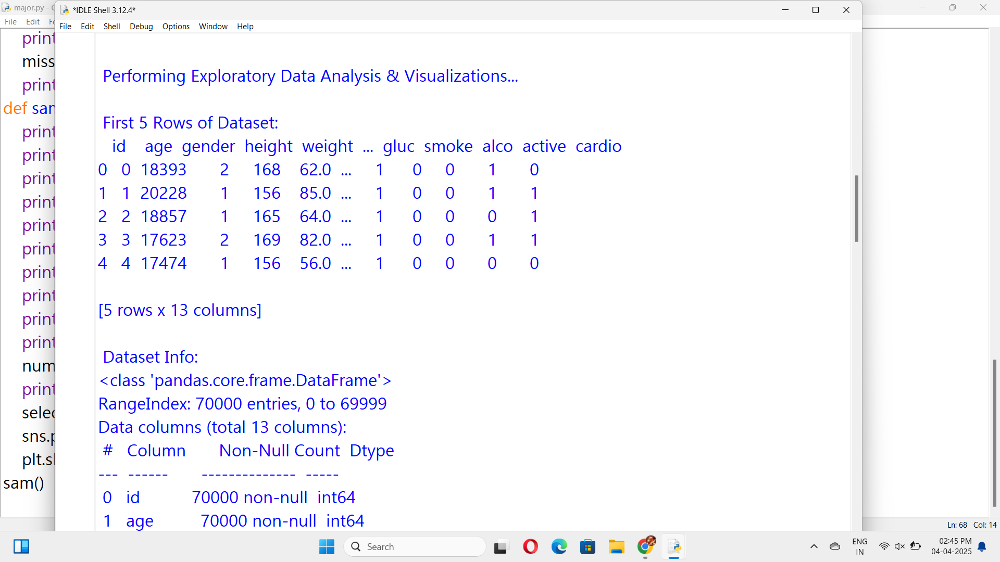 major.py - C
*IDLE Shell 3.12.4*
File Edit Fo
File Edit Shell Debug Options Window Help
print
miss
print
def sam
print
print
print
print
print
print
print
print
print
print
num
print
selec
sns.p
plt.sl
sam()
Performing Exploratory Data Analysis & Visualizations...
First 5 Rows of Dataset:
id age gender height weight ... gluc smoke alco active cardio
0 0 18393 2 168 62.0 ... 1 0 0 1 0
1 1 20228 1 156 85.0 ... 1 0 0 1 1
2 2 18857 1 165 64.0 ... 1 0 0 0 1
3 3 17623 2 169 82.0 ... 1 0 0 1 1
4 4 17474 1 156 56.0 ... 1 0 0 0 0
[5 rows x 13 columns]
Dataset Info:
<class 'pandas.core.frame.DataFrame'>
RangeIndex: 70000 entries, 0 to 69999
Data columns (total 13 columns):
# Column Non-Null Count Dtype
--- ------ -------------- -----
0 id 70000 non-null int64
1 age 70000 non-null int64
Ln: 68 Col: 14
Search
ENG
IN
02:45 PM
04-04-2025